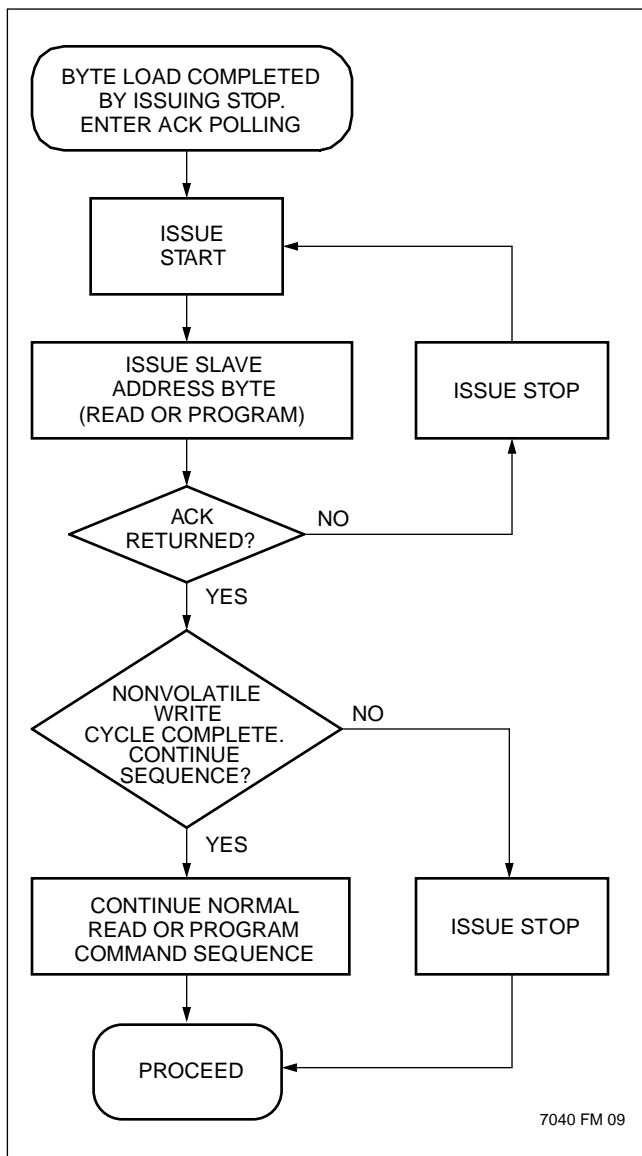 BYTE LOAD COMPLETED
BY ISSUING STOP.
ENTER ACK POLLING
ISSUE
START
ISSUE SLAVE
ADDRESS BYTE
(READ OR PROGRAM)
ISSUE STOP
ACK
RETURNED?
NO
YES
NONVOLATILE
WRITE
CYCLE COMPLETE.
CONTINUE
SEQUENCE?
NO
YES
CONTINUE NORMAL
READ OR PROGRAM
COMMAND SEQUENCE
ISSUE STOP
PROCEED
7040 FM 09